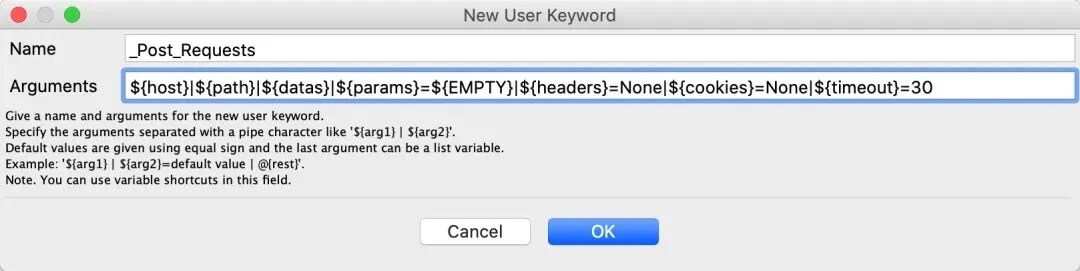 New User Keyword
Name _Post_Requests
Arguments ${host}|${path}|${datas}|${params}=${EMPTY}|${headers}=None|${cookies}=None|${timeout}=30
Give a name and arguments for the new user keyword.
Specify the arguments separated with a pipe character like '${arg1} | ${arg2}'.
Default values are given using equal sign and the last argument can be a list variable.
Example: '${arg1} | ${arg2}=default value | @{rest}'.
Note. You can use variable shortcuts in this field.
Cancel OK